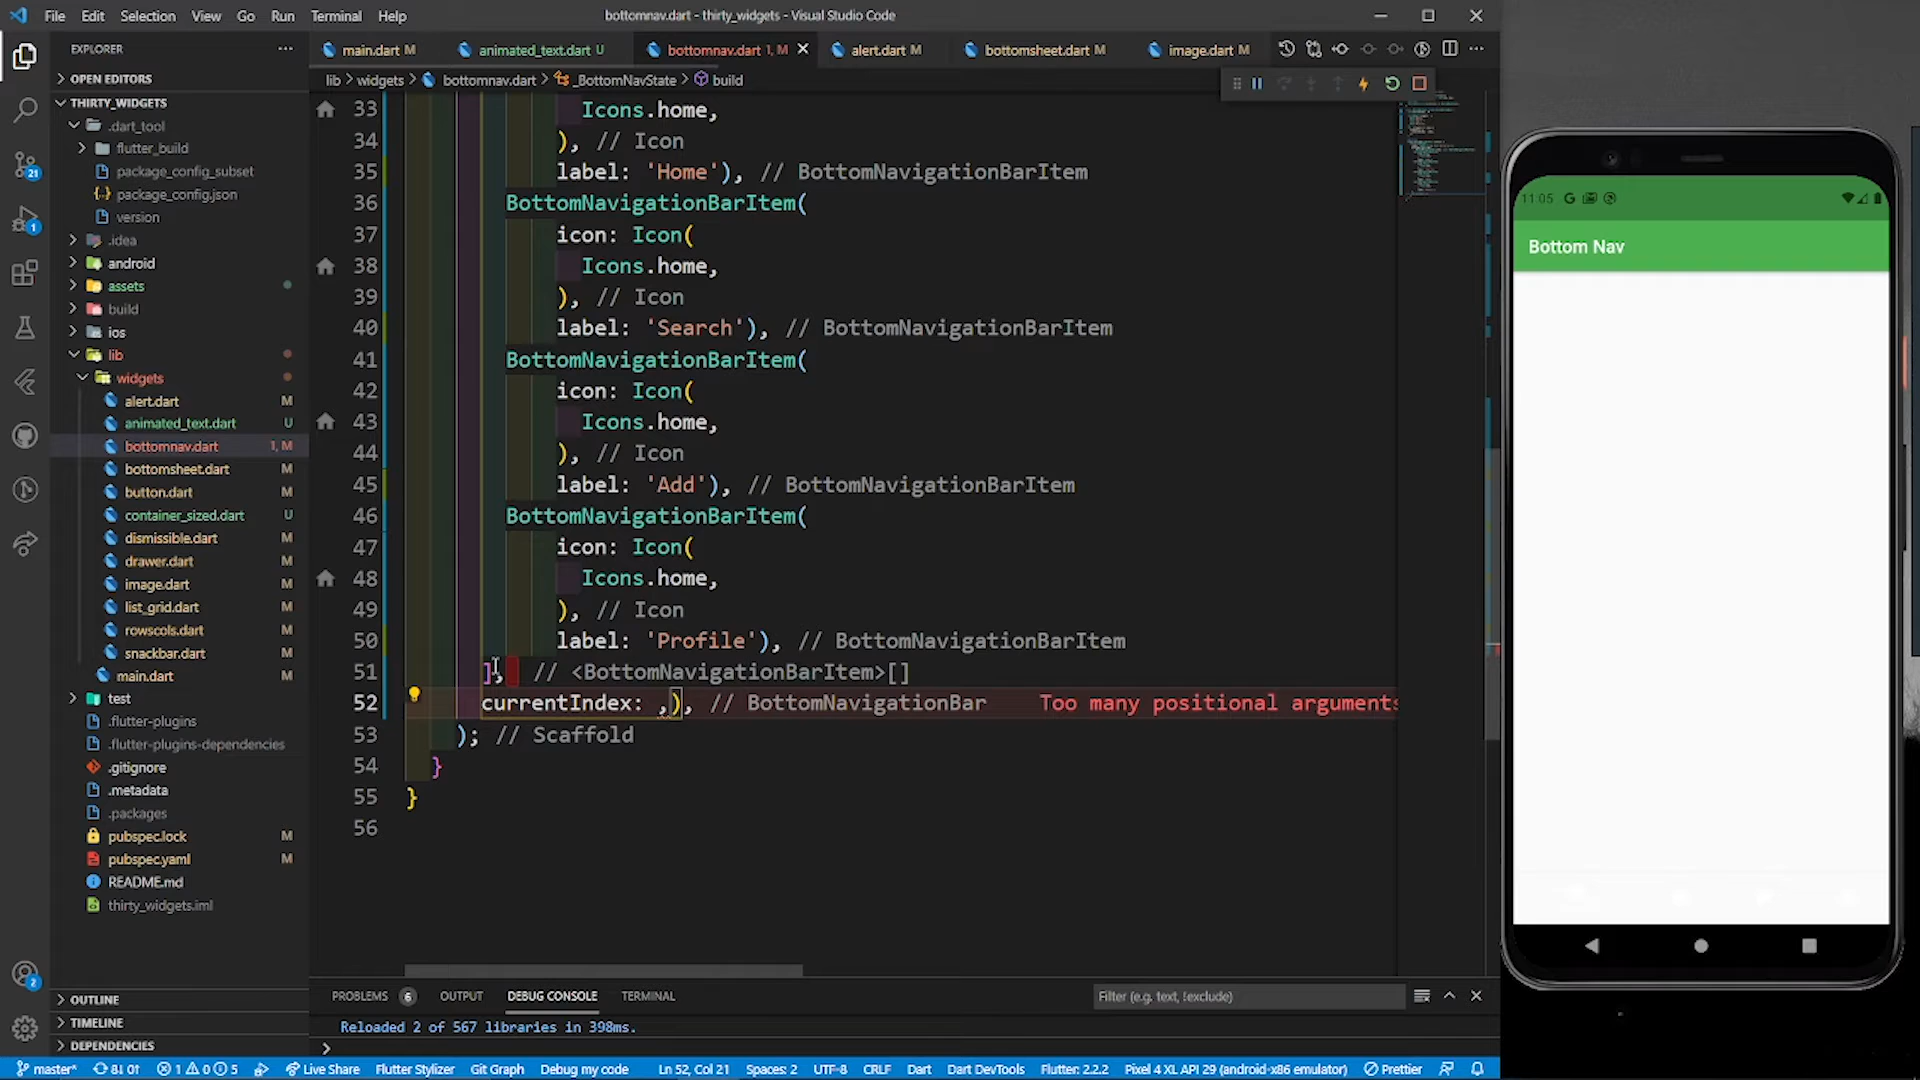 File Edit Selection View Go Run Terminal Help
bottomnav.dart - thirty_widgets - Visual Studio Code
EXPLORER
OPEN EDITORS
THIRTY_WIDGETS
.dart_tool
flutter_build
package_config_subset
package_config.json
version
.idea
android
assets
build
ios
lib
widgets
alert.dart M
animated_text.dart U
bottomnav.dart 1, M
bottomsheet.dart M
button.dart M
container_sized.dart U
dismissible.dart M
drawer.dart M
image.dart M
list_grid.dart M
rowscols.dart M
snackbar.dart M
main.dart M
test
.flutter-plugins
.flutter-plugins-dependencies
.gitignore
.metadata
.packages
pubspec.lock M
pubspec.yaml M
README.md
thirty_widgets.iml
OUTLINE
TIMELINE
DEPENDENCIES
21
1
2
main.dart M animated_text.dart U bottomnav.dart 1, M alert.dart M bottomsheet.dart M image.dart M
lib > widgets > bottomnav.dart > _BottomNavState > build
33 Icons.home,
34 ), // Icon
35 label: 'Home'), // BottomNavigationBarItem
36 BottomNavigationBarItem(
37 icon: Icon(
38 Icons.home,
39 ), // Icon
40 label: 'Search'), // BottomNavigationBarItem
41 BottomNavigationBarItem(
42 icon: Icon(
43 Icons.home,
44 ), // Icon
45 label: 'Add'), // BottomNavigationBarItem
46 BottomNavigationBarItem(
47 icon: Icon(
48 Icons.home,
49 ), // Icon
50 label: 'Profile'), // BottomNavigationBarItem
51 ], // <BottomNavigationBarItem>[]
52 currentIndex: ,), // BottomNavigationBar Too many positional arguments
53 ); // Scaffold
54 }
55 }
56
PROBLEMS 6 OUTPUT DEBUG CONSOLE TERMINAL
Filter (e.g. text, !exclude)
Reloaded 2 of 567 libraries in 398ms.
>
master* 8↓ 0↑ 1 0 5 Live Share Flutter Stylizer Git Graph Debug my code Ln 52, Col 21 Spaces: 2 UTF-8 CRLF Dart Dart DevTools Flutter: 2.2.2 Pixel 4 XL API 29 (android-x86 emulator) Prettier
11:05 G
Bottom Nav